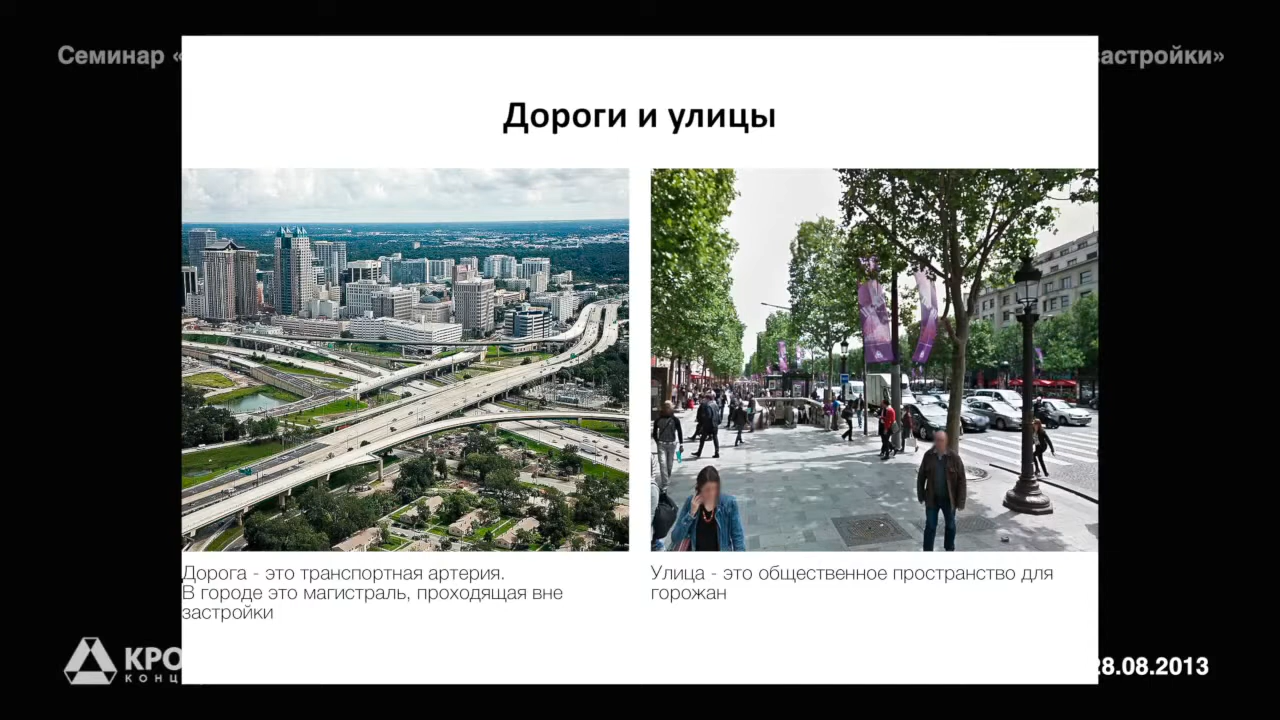 Семинар «
астройки»
Дороги и улицы
Дорога - это транспортная артерия.
В городе это магистраль, проходящая вне
застройки
Улица - это общественное пространство для
горожан
КРО
КОНЦ
28.08.2013